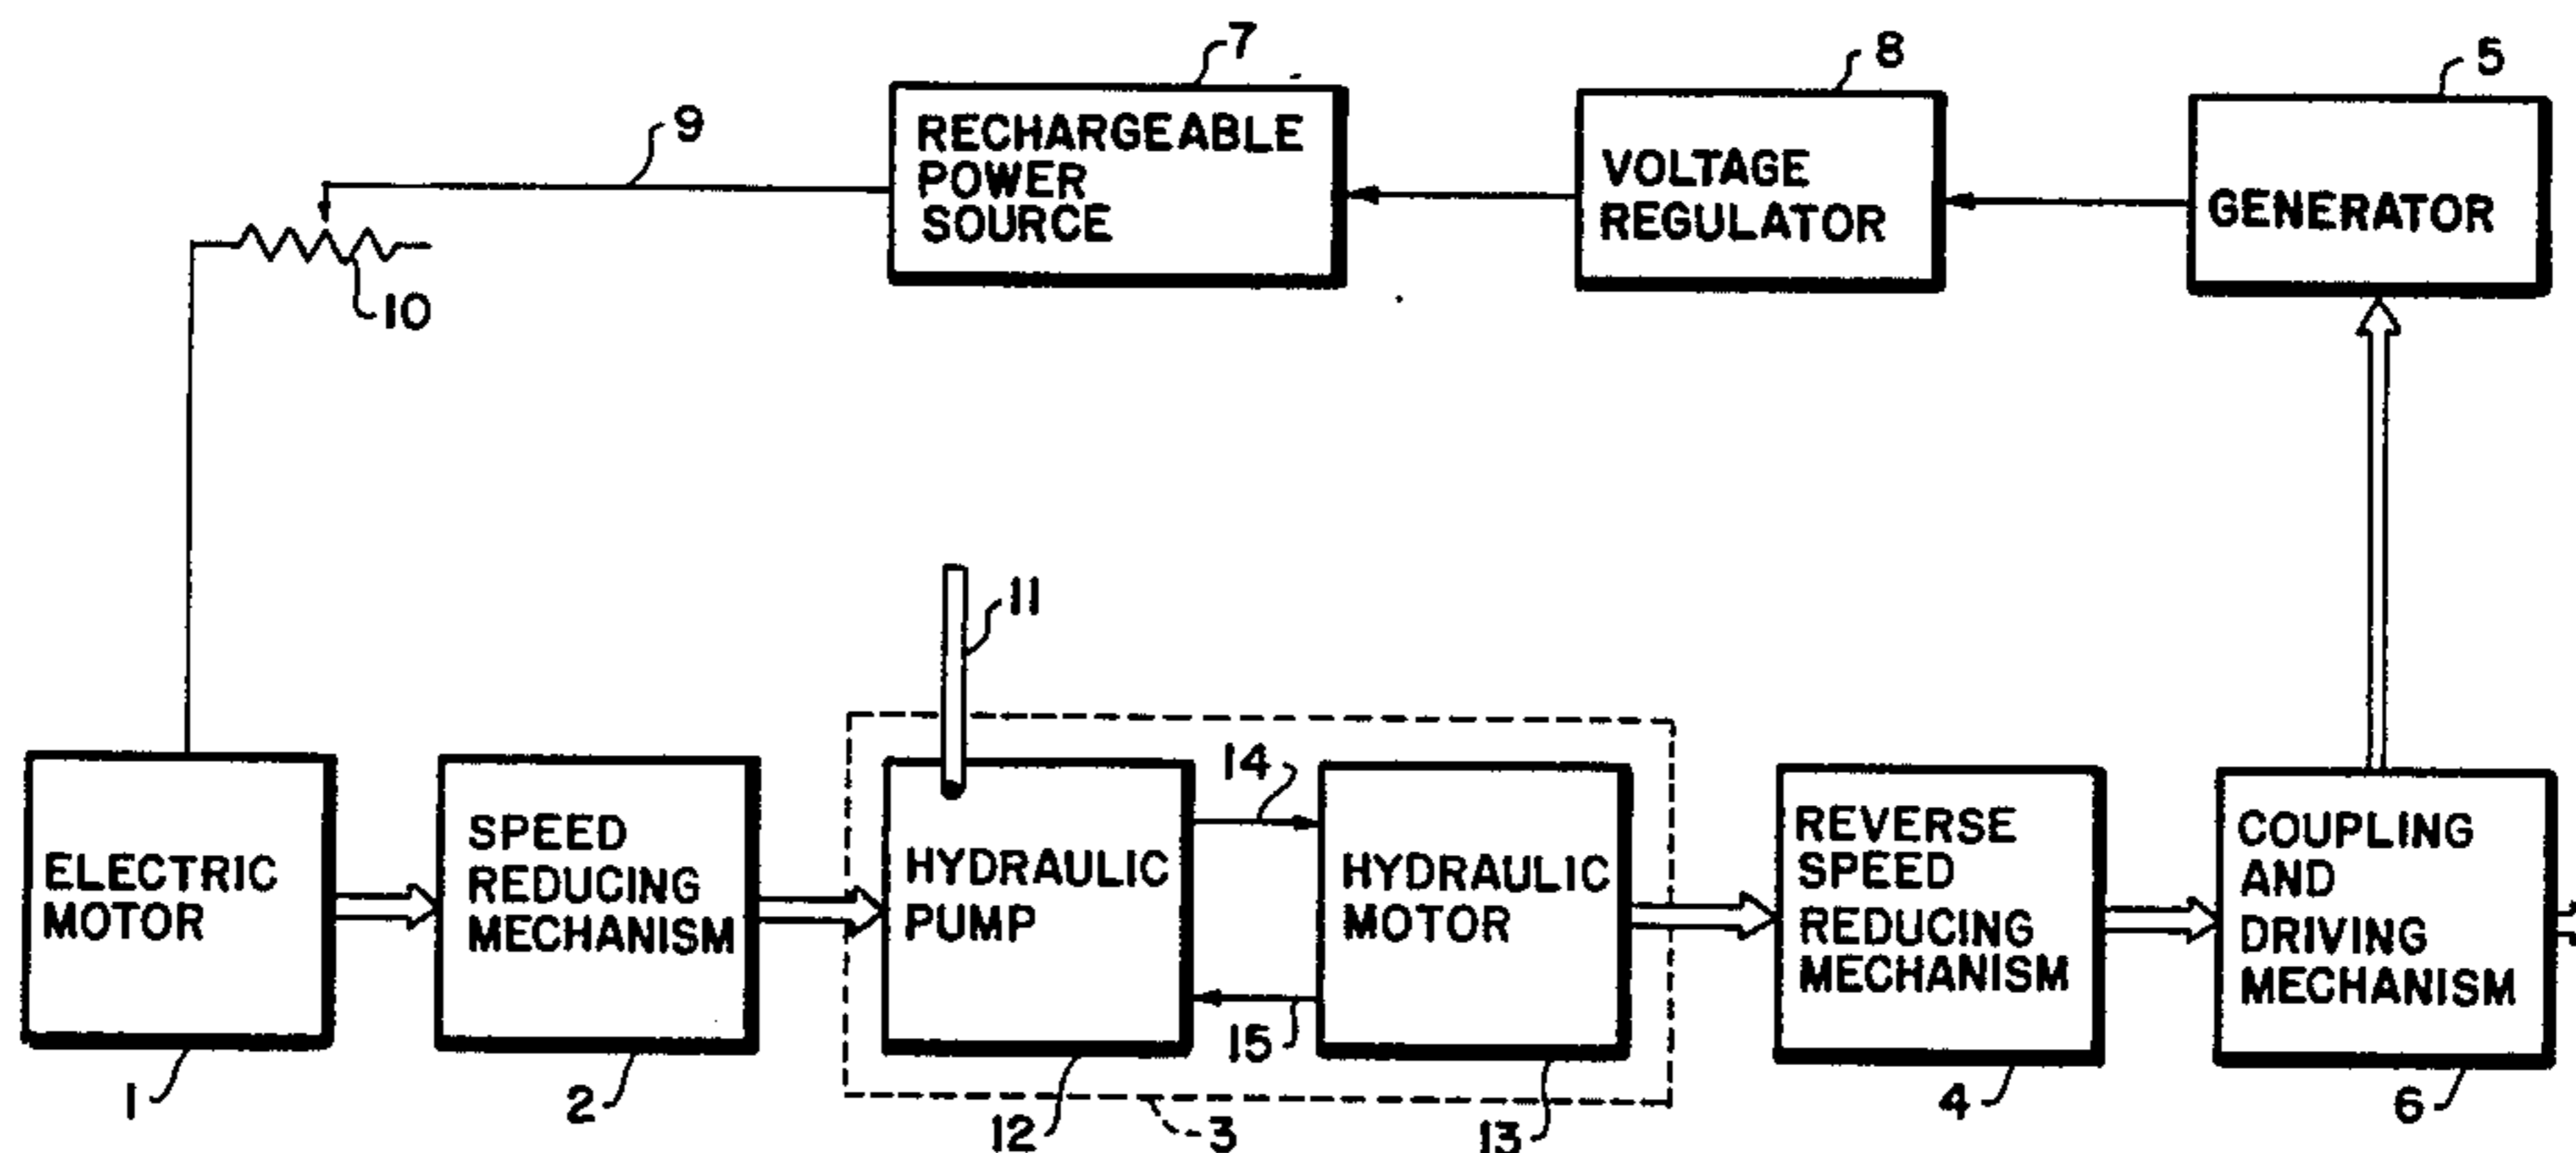 7
8
5
9
RECHARGEABLE
POWER
SOURCE
VOLTAGE
REGULATOR
GENERATOR
10
11
14
ELECTRIC
MOTOR
SPEED
REDUCING
MECHANISM
HYDRAULIC
PUMP
HYDRAULIC
MOTOR
REVERSE
SPEED
REDUCING
MECHANISM
COUPLING
AND
DRIVING
MECHANISM
15
1
2
12
3
13
4
6